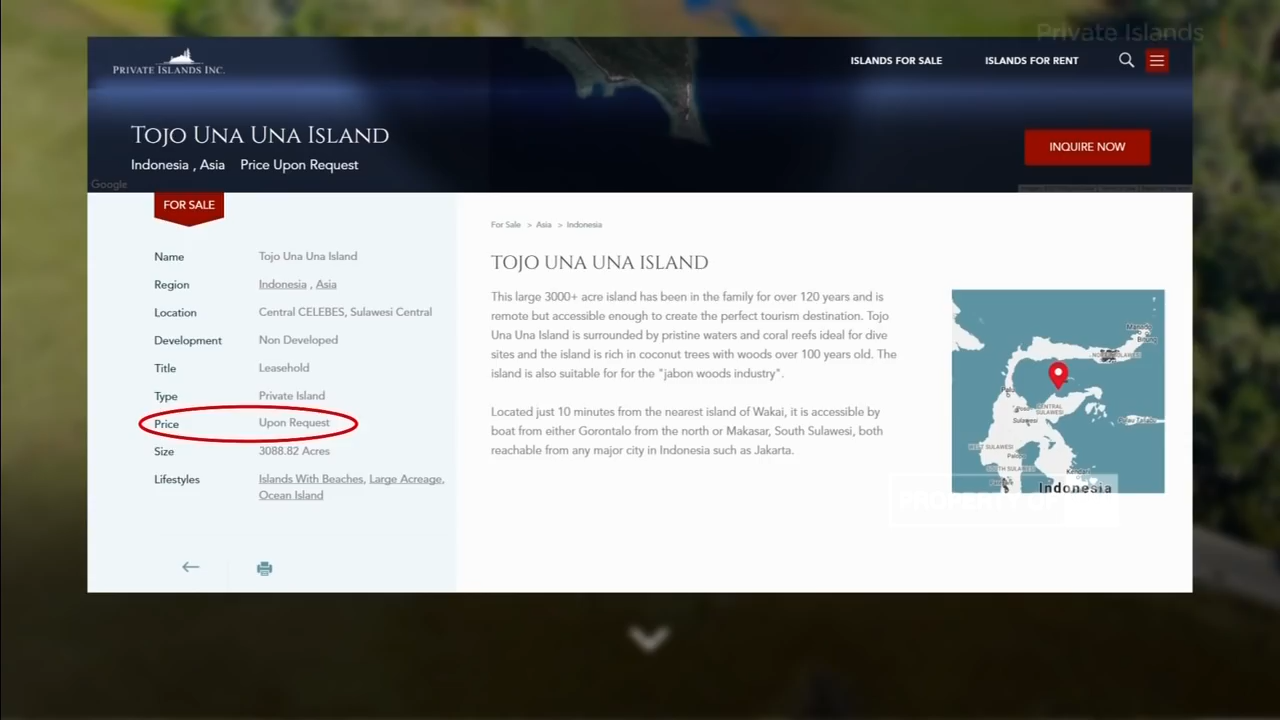 Private Islands
PRIVATE ISLANDS INC.
ISLANDS FOR SALE
ISLANDS FOR RENT
TOJO UNA UNA ISLAND
Indonesia , Asia Price Upon Request
INQUIRE NOW
Google
FOR SALE
Name Tojo Una Una Island
Region Indonesia , Asia
Location Central CELEBES, Sulawesi Central
Development Non Developed
Title Leasehold
Type Private Island
Price Upon Request
Size 3088.82 Acres
Lifestyles Islands With Beaches, Large Acreage,
Ocean Island
For Sale > Asia > Indonesia
TOJO UNA UNA ISLAND
This large 3000+ acre island has been in the family for over 120 years and is
remote but accessible enough to create the perfect tourism destination. Tojo
Una Una Island is surrounded by pristine waters and coral reefs ideal for dive
sites and the island is rich in coconut trees with woods over 100 years old. The
island is also suitable for for the "jabon woods industry".
Located just 10 minutes from the nearest island of Wakai, it is accessible by
boat from either Gorontalo from the north or Makasar, South Sulawesi, both
reachable from any major city in Indonesia such as Jakarta.
CENTRAL
SULAWESI
WEST SULAWESI
SOUTH SULAWESI
Indonesia
PROPERTY OF